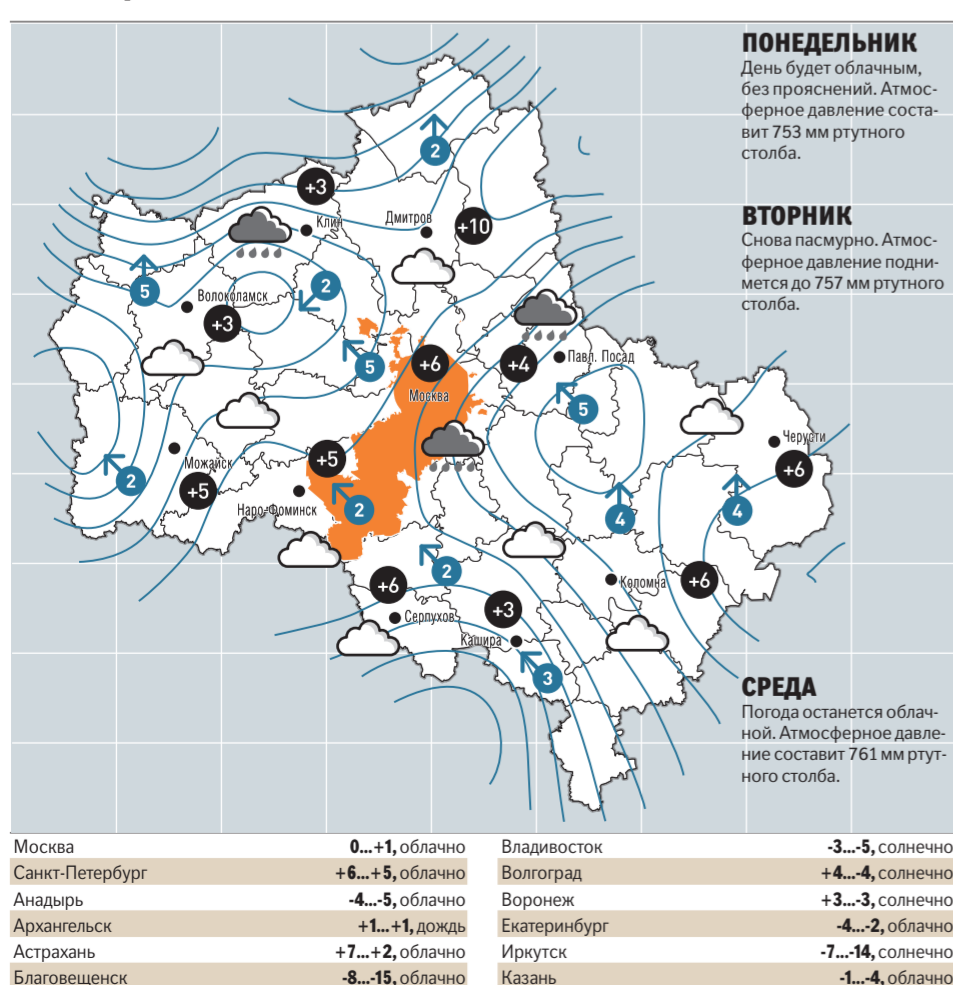 ПОНЕДЕЛЬНИК
День будет облачным,
без прояснений. Атмос-
ферное давление соста-
вит 753 мм ртутного
столба.
ВТОРНИК
Снова пасмурно. Атмос-
ферное давление подни-
мется до 757 мм ртутного
столба.
2
+3
Клин
Дмитров
+10
5
2
Волоколамск
+3
5
+6
Москва
+4
Павл. Посад
5
Черусти
+6
Можайск
2
+5
+5
Наро-Фоминск
2
4
4
2
+6
Серпухов
+3
Кашира
3
Коломна
+6
СРЕДА
Погода останется облач-
ной. Атмосферное давле-
ние составит 761 мм ртут-
ного столба.
Москва 0...+1, облачно
Санкт-Петербург +6...+5, облачно
Анадырь -4...-5, облачно
Архангельск +1...+1, дождь
Астрахань +7...+2, облачно
Благовещенск -8...-15, облачно
Владивосток -3...-5, солнечно
Волгоград +4...-4, солнечно
Воронеж +3...-3, солнечно
Екатеринбург -4...-2, облачно
Иркутск -7...-14, солнечно
Казань -1...-4, облачно